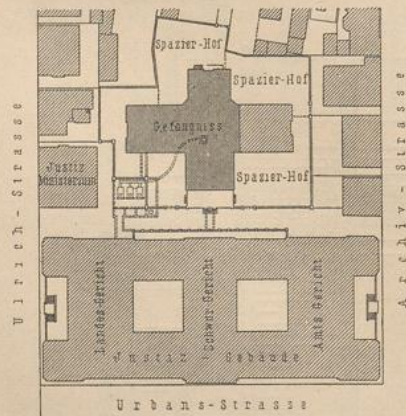 Spazier-Hof
Spazier-Hof
Gefängniss
Spazier-Hof
Justiz
Ministerium
Ulrich-Strasse
Archiv-Strasse
Landes-Gericht
Schwur-Gericht
Amts Gericht
Justiz Gebäude
Urbans-Strasse